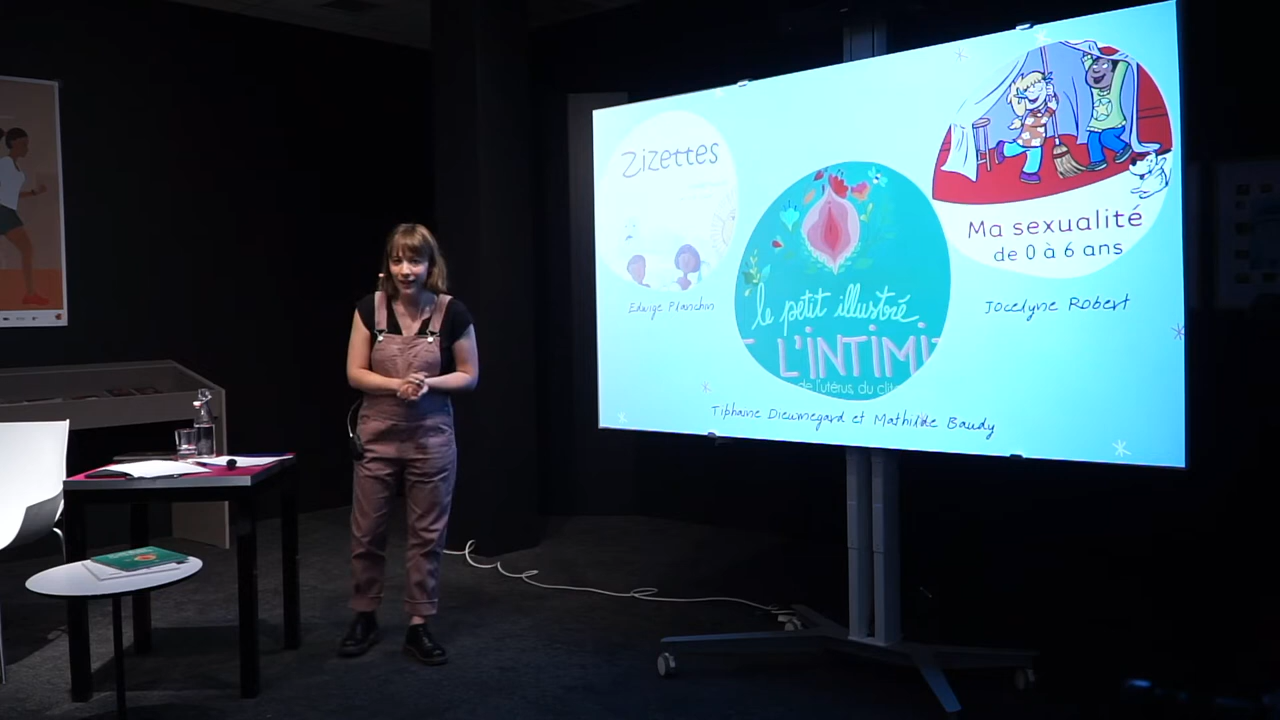 Zizettes
Edwige Planchin
le petit illustré
L'INTIMI
de l'utérus, du clit
Tiphaine Dieumegard et Mathilde Baudy
Ma sexualité
de 0 à 6 ans
Jocelyne Robert